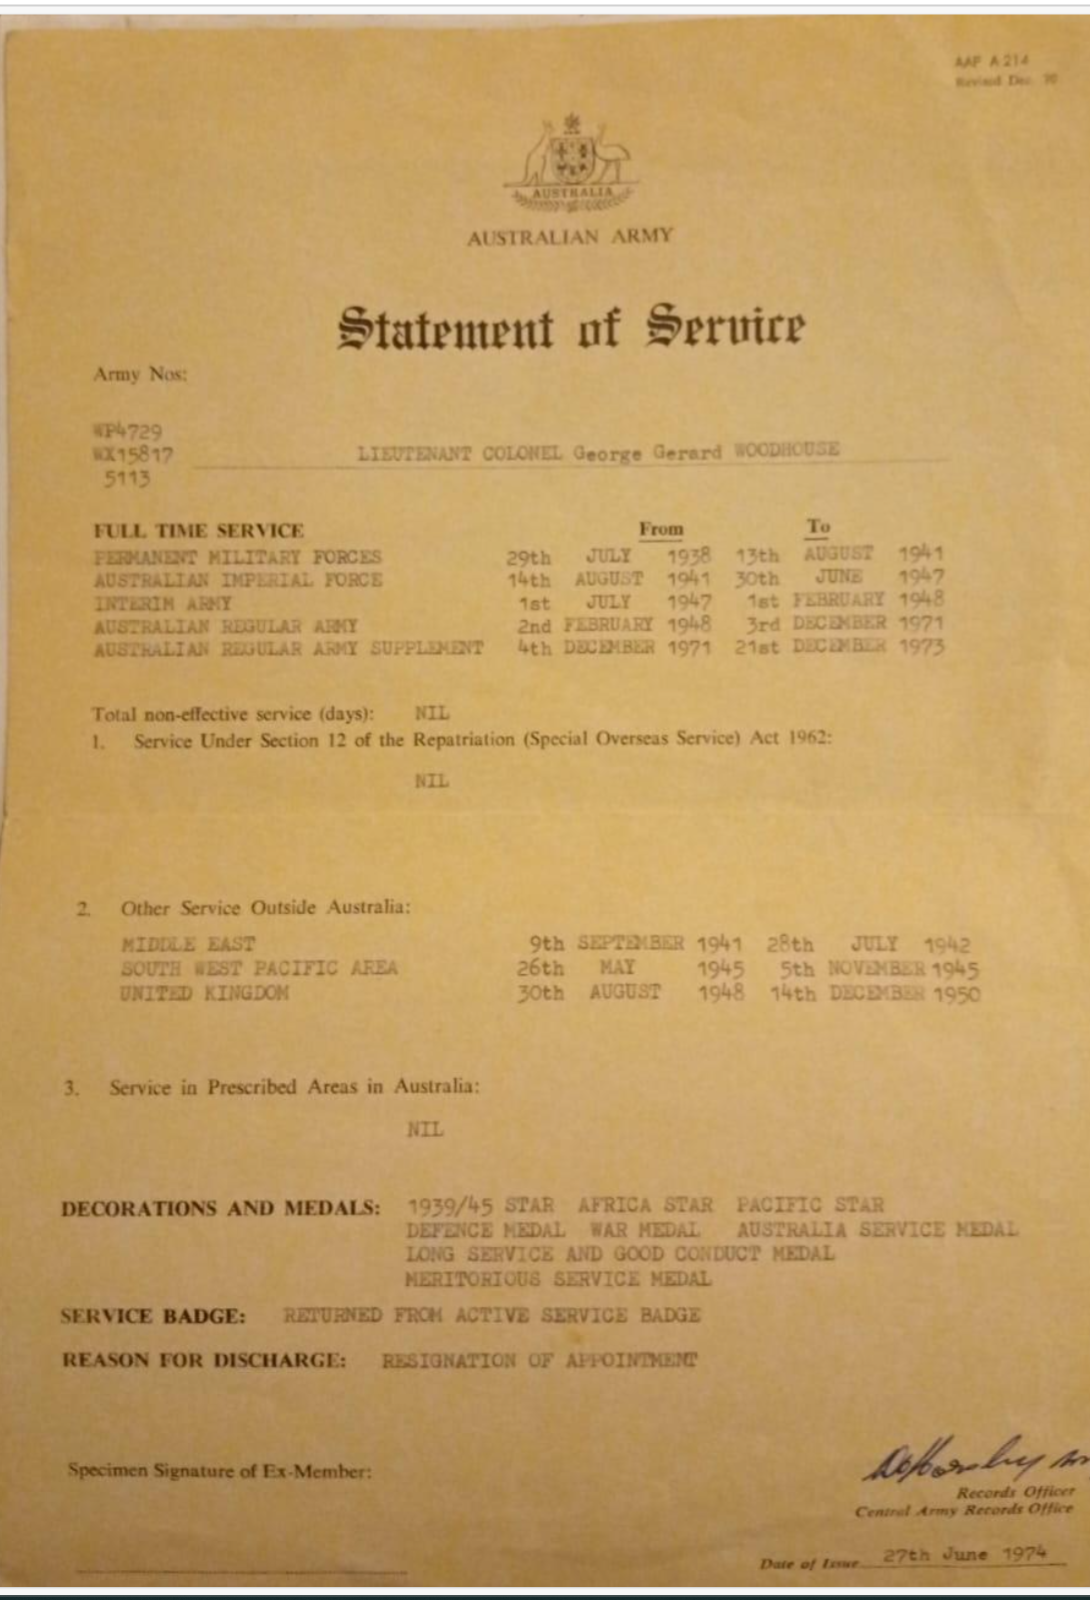 AAF A 214
Revised Dec. 70
AUSTRALIA
AUSTRALIAN ARMY
Statement of Service
Army Nos:
WP4729
WX15817 LIEUTENANT COLONEL George Gerard WOODHOUSE
5113
FULL TIME SERVICE From To
PERMANENT MILITARY FORCES 29th JULY 1938 13th AUGUST 1941
AUSTRALIAN IMPERIAL FORCE 14th AUGUST 1941 30th JUNE 1947
INTERIM ARMY 1st JULY 1947 1st FEBRUARY 1948
AUSTRALIAN REGULAR ARMY 2nd FEBRUARY 1948 3rd DECEMBER 1971
AUSTRALIAN REGULAR ARMY SUPPLEMENT 4th DECEMBER 1971 21st DECEMBER 1973
Total non-effective service (days): NIL
1. Service Under Section 12 of the Repatriation (Special Overseas Service) Act 1962:
NIL
2. Other Service Outside Australia:
MIDDLE EAST 9th SEPTEMBER 1941 28th JULY 1942
SOUTH WEST PACIFIC AREA 26th MAY 1945 5th NOVEMBER 1945
UNITED KINGDOM 30th AUGUST 1948 14th DECEMBER 1950
3. Service in Prescribed Areas in Australia:
NIL
DECORATIONS AND MEDALS: 1939/45 STAR AFRICA STAR PACIFIC STAR
DEFENCE MEDAL WAR MEDAL AUSTRALIA SERVICE MEDAL
LONG SERVICE AND GOOD CONDUCT MEDAL
MERITORIOUS SERVICE MEDAL
SERVICE BADGE: RETURNED FROM ACTIVE SERVICE BADGE
REASON FOR DISCHARGE: RESIGNATION OF APPOINTMENT
Specimen Signature of Ex-Member:
Records Officer
Central Army Records Office
Date of Issue 27th June 1974